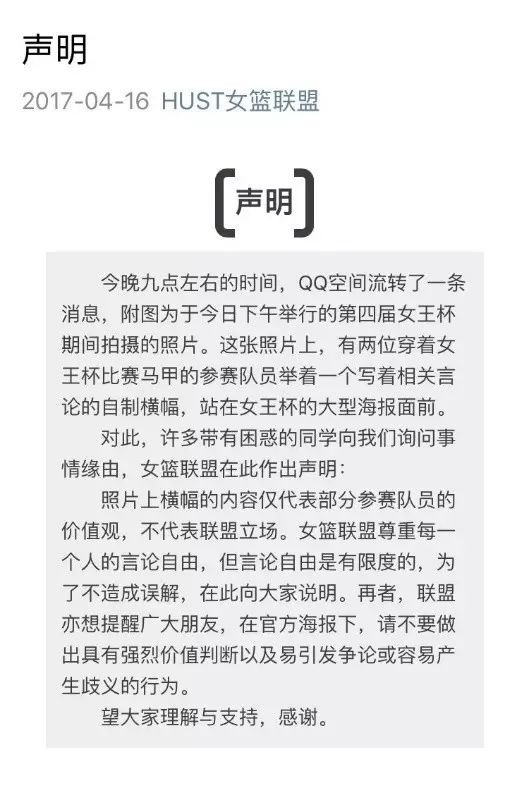 声明
2017-04-16 HUST女篮联盟
声明
今晚九点左右的时间，QQ空间流转了一条
消息，附图为于今日下午举行的第四届女王杯
期间拍摄的照片。这张照片上，有两位穿着女
王杯比赛马甲的参赛队员举着一个写着相关言
论的自制横幅，站在女王杯的大型海报面前。
对此，许多带有困惑的同学向我们询问事
情缘由，女篮联盟在此作出声明：
照片上横幅的内容仅代表部分参赛队员的
价值观，不代表联盟立场。女篮联盟尊重每一
个人的言论自由，但言论自由是有限度的，为
了不造成误解，在此向大家说明。再者，联盟
亦想提醒广大朋友，在官方海报下，请不要做
出具有强烈价值判断以及易引发争论或容易产
生歧义的行为。
望大家理解与支持，感谢。